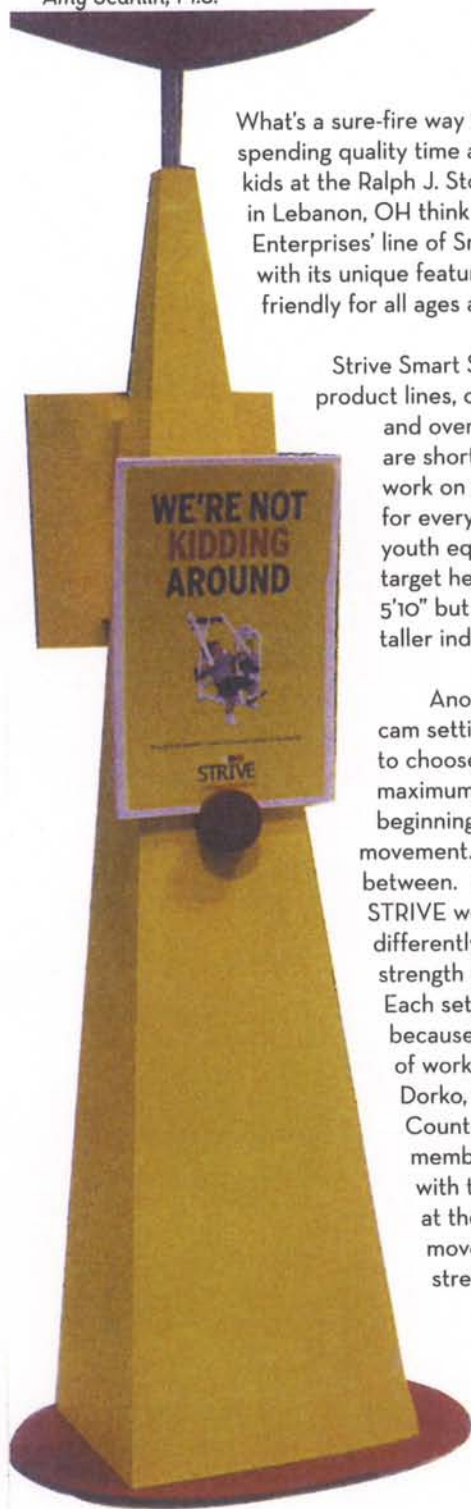 What's a sure-fire way
spending quality time a
kids at the Ralph J. Sto
in Lebanon, OH think
Enterprises' line of Sm
with its unique featur
friendly for all ages a
Strive Smart S
product lines, c
and over
are short
work on
for every
youth eq
target he
5'10" but
taller ind
WE'RE NOT
KIDDING
AROUND
STRIVE
Ano
cam setti
to choose
maximum
beginning
movement.
between.
STRIVE w
differently
strength
Each set
because
of work
Dorko,
Count
memb
with t
at the
move
stre